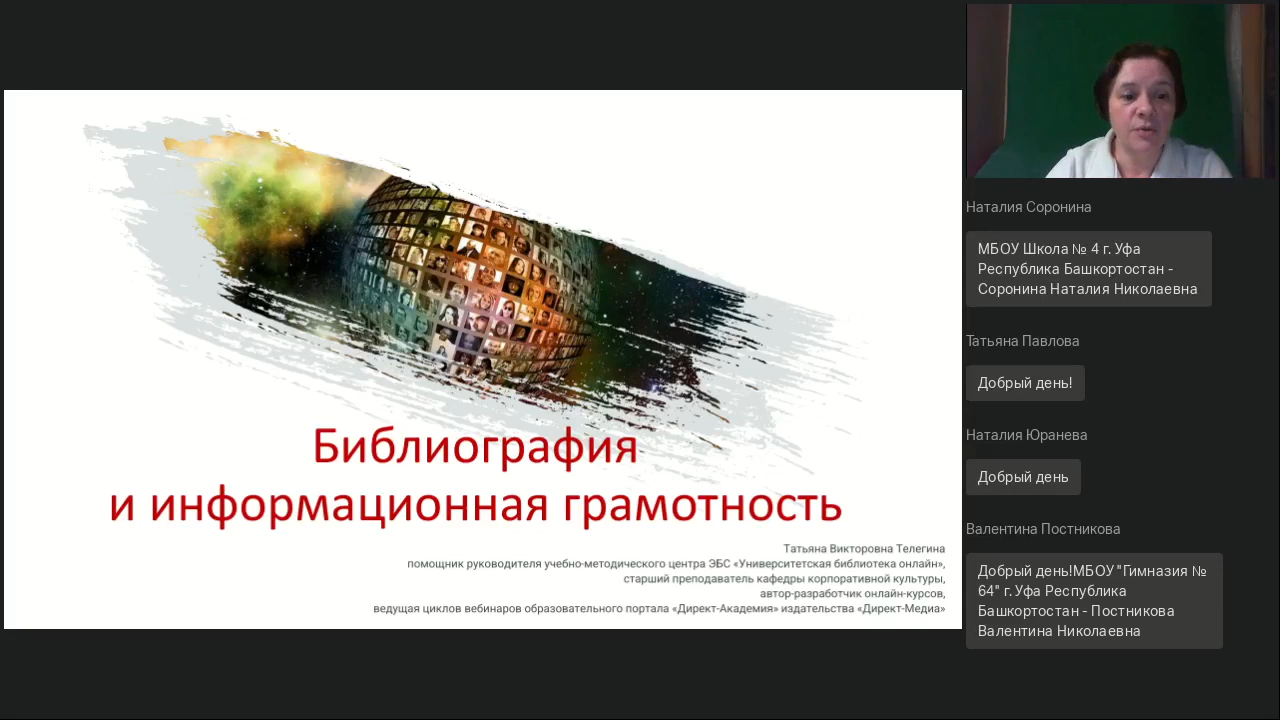 Библиография
и информационная грамотность
Татьяна Викторовна Телегина
помощник руководителя учебно-методического центра ЭБС «Университетская библиотека онлайн»,
старший преподаватель кафедры корпоративной культуры,
автор-разработчик онлайн-курсов,
ведущая циклов вебинаров образовательного портала «Директ-Академия» издательства «Директ-Медиа»
Наталия Соронина
МБОУ Школа № 4 г. Уфа
Республика Башкортостан -
Соронина Наталия Николаевна
Татьяна Павлова
Добрый день!
Наталия Юранева
Добрый день
Валентина Постникова
Добрый день!МБОУ "Гимназия №
64" г. Уфа Республика
Башкортостан - Постникова
Валентина Николаевна